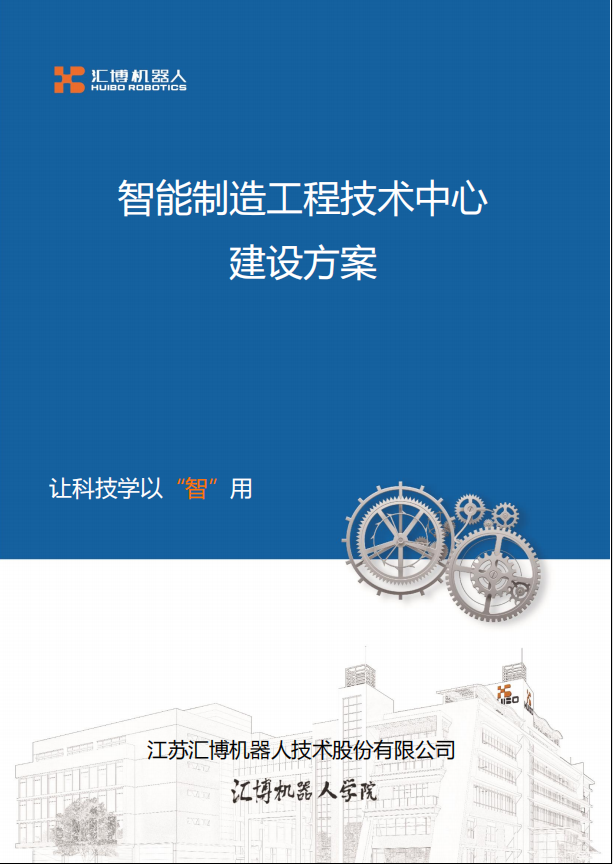 汇博机器人
HUIBO ROBOTICS
智能制造工程技术中心
建设方案
让科技学以“智”用
江苏汇博机器人技术股份有限公司
汇博机器人学院